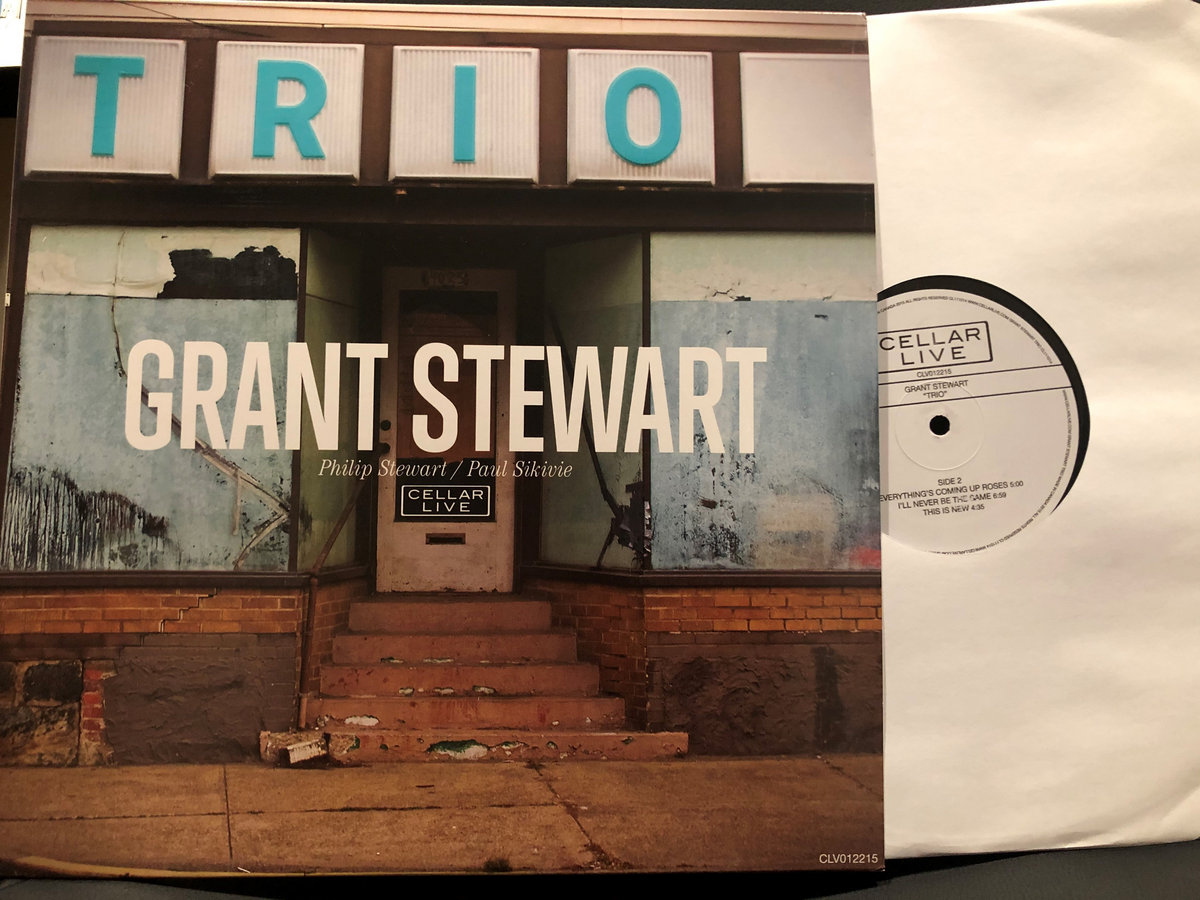 TRIO
GRANT STEWART
Philip Stewart / Paul Sikivie
CELLAR
LIVE
CLV012215
CELLAR
LIVE
CLV012215
GRANT STEWART
"TRIO"
SIDE 2
EVERYTHING'S COMING UP ROSES 5:00
I'LL NEVER BE THE SAME 6:59
THIS IS NEW 4:35